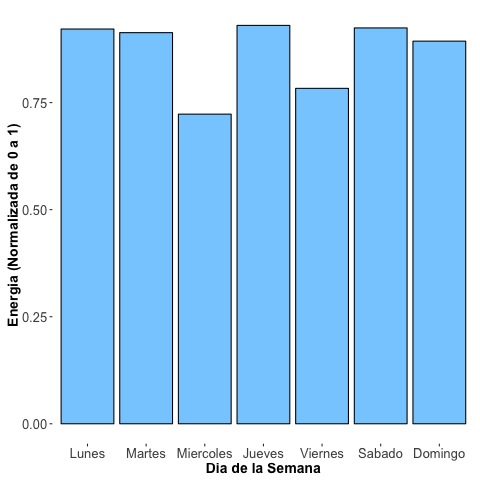 Energia (Normalizada de 0 a 1)
0.75
0.50
0.25
0.00
Lunes Martes Miercoles Jueves Viernes Sabado Domingo
Dia de la Semana